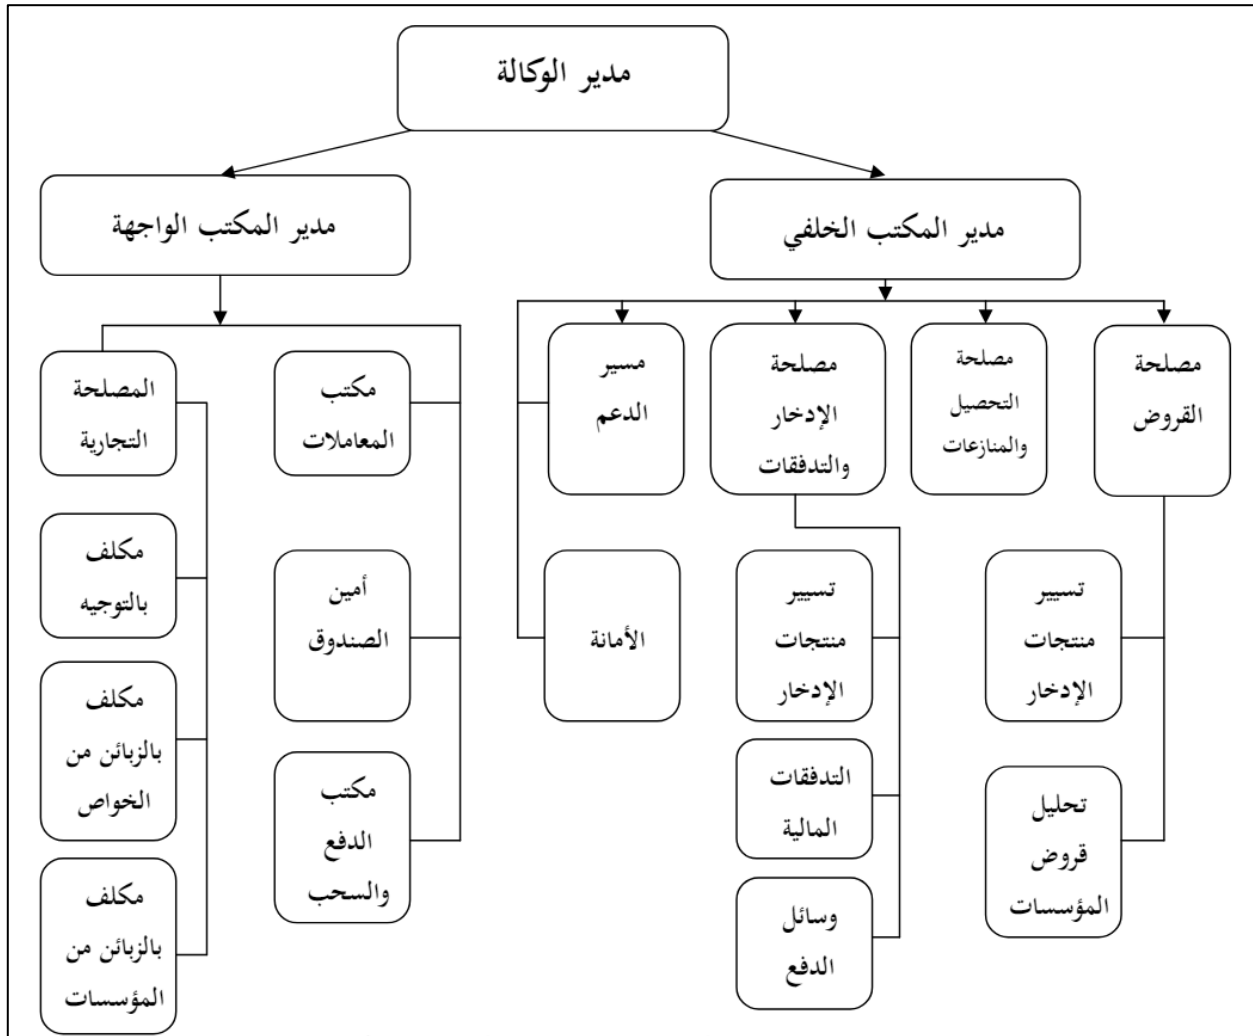 مدير الوكالة
مدير المكتب الخلفي
مدير المكتب الواجهة
مصلحة
القروض
مصلحة
التحصيل
والمنازعات
مصلحة
الإدخار
والتدفقات
مسير
الدعم
مكتب
المعاملات
المصلحة
التجارية
تسيير
منتجات
الإدخار
تسيير
منتجات
الإدخار
الأمانة
أمين
الصندوق
مكلف
بالتوجيه
تحليل
قروض
المؤسسات
التدفقات
المالية
وسائل
الدفع
مكتب
الدفع
والسحب
مكلف
بالزبائن من
الخواص
مكلف
بالزبائن من
المؤسسات